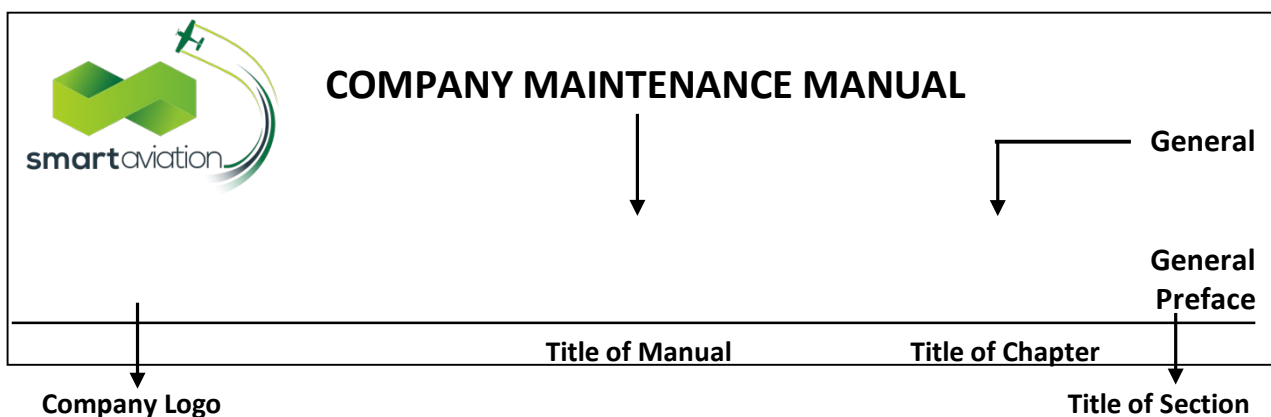 COMPANY MAINTENANCE MANUAL
smartaviation
General
General
Preface
Title of Manual
Title of Chapter
Company Logo
Title of Section